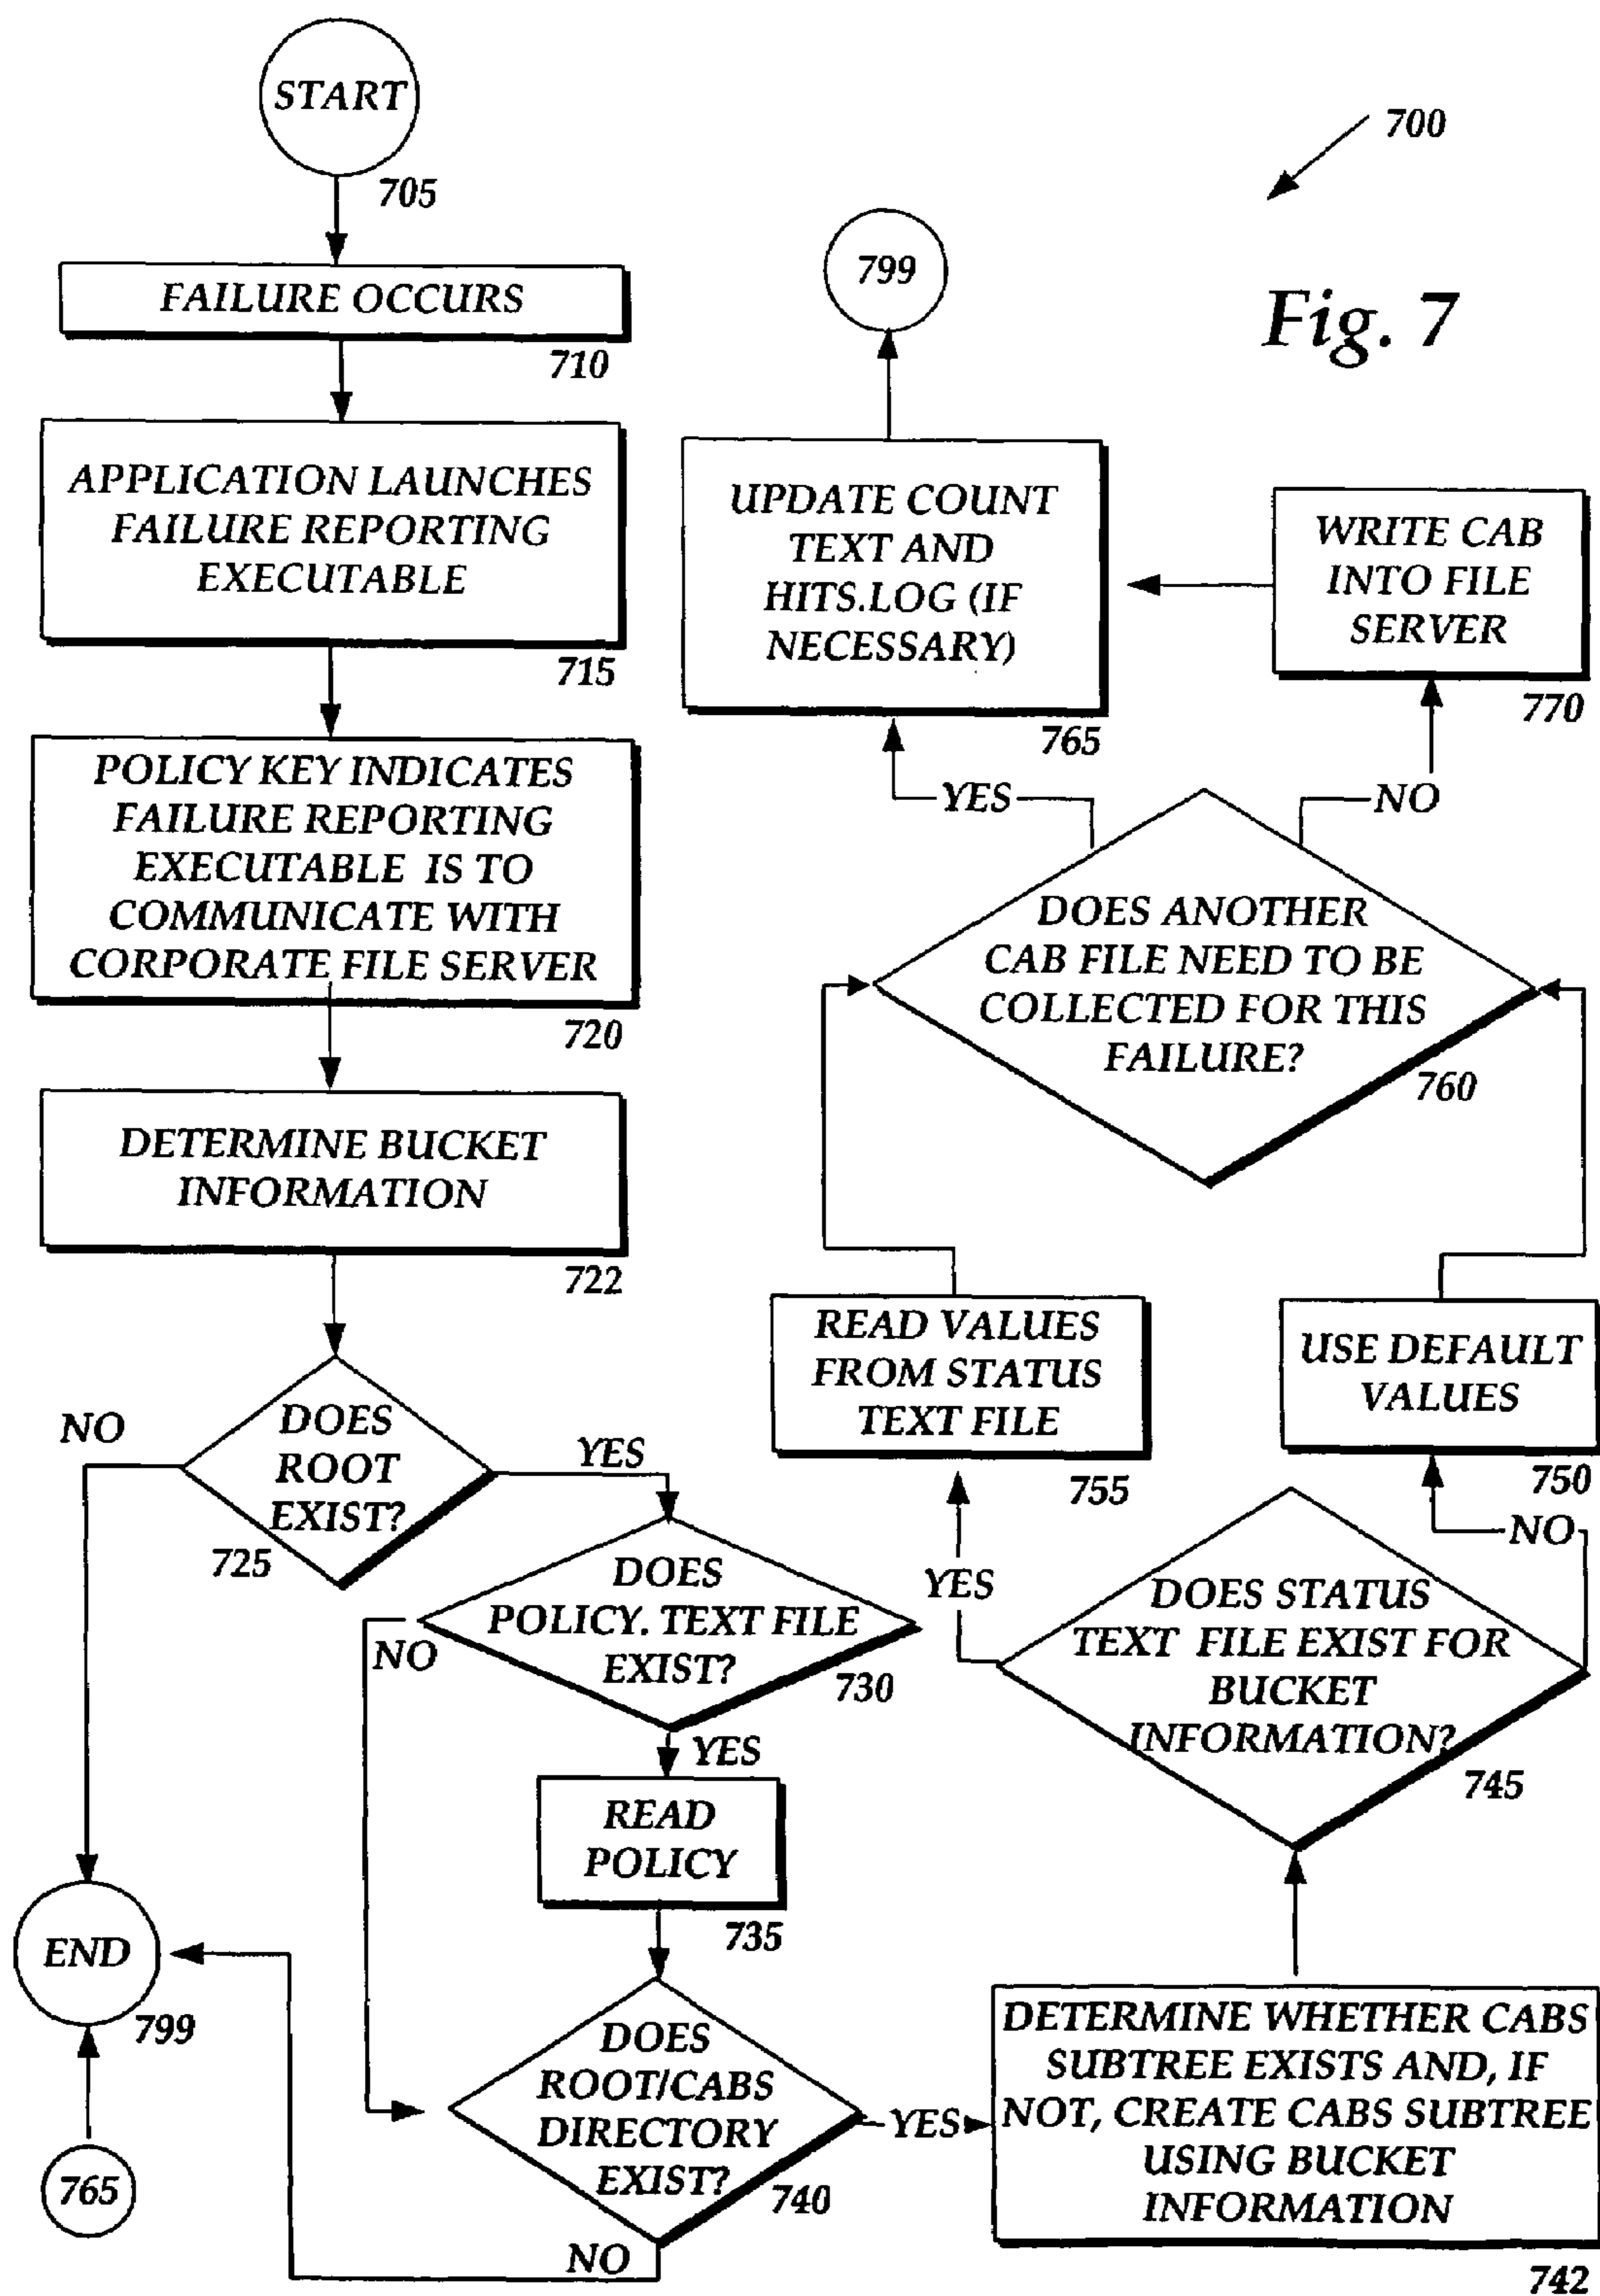 START
705
700
FAILURE OCCURS
710
799
Fig. 7
APPLICATION LAUNCHES
FAILURE REPORTING
EXECUTABLE
715
UPDATE COUNT
TEXT AND
HITS.LOG (IF
NECESSARY)
765
WRITE CAB
INTO FILE
SERVER
770
POLICY KEY INDICATES
FAILURE REPORTING
EXECUTABLE IS TO
COMMUNICATE WITH
CORPORATE FILE SERVER
720
YES
NO
DOES ANOTHER
CAB FILE NEED TO BE
COLLECTED FOR THIS
FAILURE?
760
DETERMINE BUCKET
INFORMATION
722
READ VALUES
FROM STATUS
TEXT FILE
755
USE DEFAULT
VALUES
750
NO
DOES
ROOT
EXIST?
725
YES
DOES
POLICY. TEXT FILE
EXIST?
730
NO
YES
YES
NO
DOES STATUS
TEXT FILE EXIST FOR
BUCKET
INFORMATION?
745
READ
POLICY
735
END
799
765
DOES
ROOT/CABS
DIRECTORY
EXIST?
740
YES
NO
DETERMINE WHETHER CABS
SUBTREE EXISTS AND, IF
NOT, CREATE CABS SUBTREE
USING BUCKET
INFORMATION
742